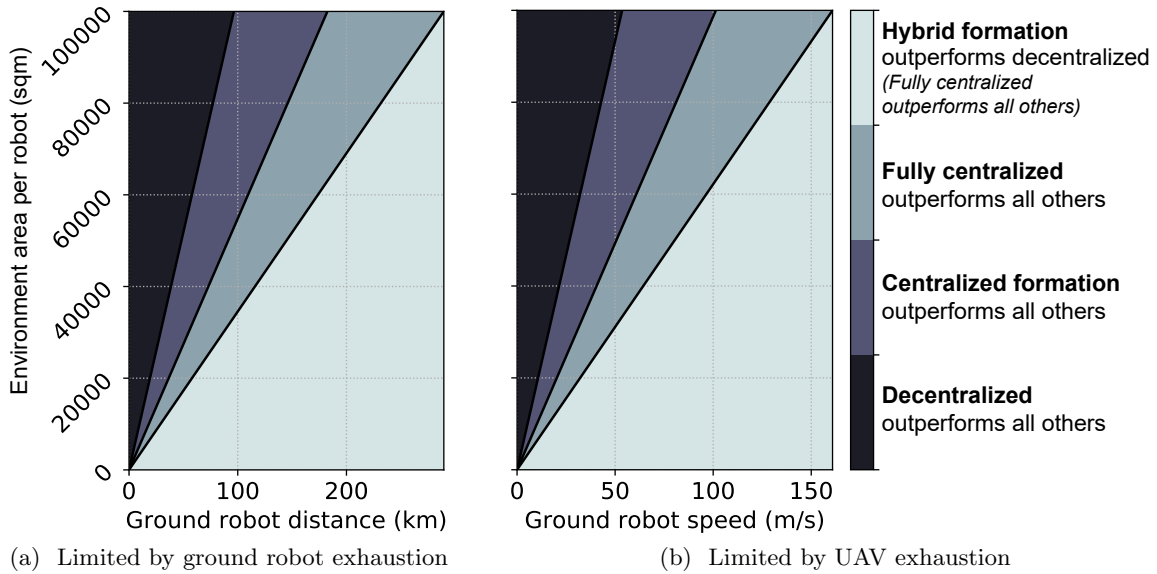 Environment area per robot (sqm)
100000
80000
60000
40000
20000
0
0 100 200
Ground robot distance (km)
(a) Limited by ground robot exhaustion
0 50 100 150
Ground robot speed (m/s)
(b) Limited by UAV exhaustion
Hybrid formation
outperforms decentralized
(Fully centralized
outperforms all others)
Fully centralized
outperforms all others
Centralized formation
outperforms all others
Decentralized
outperforms all others